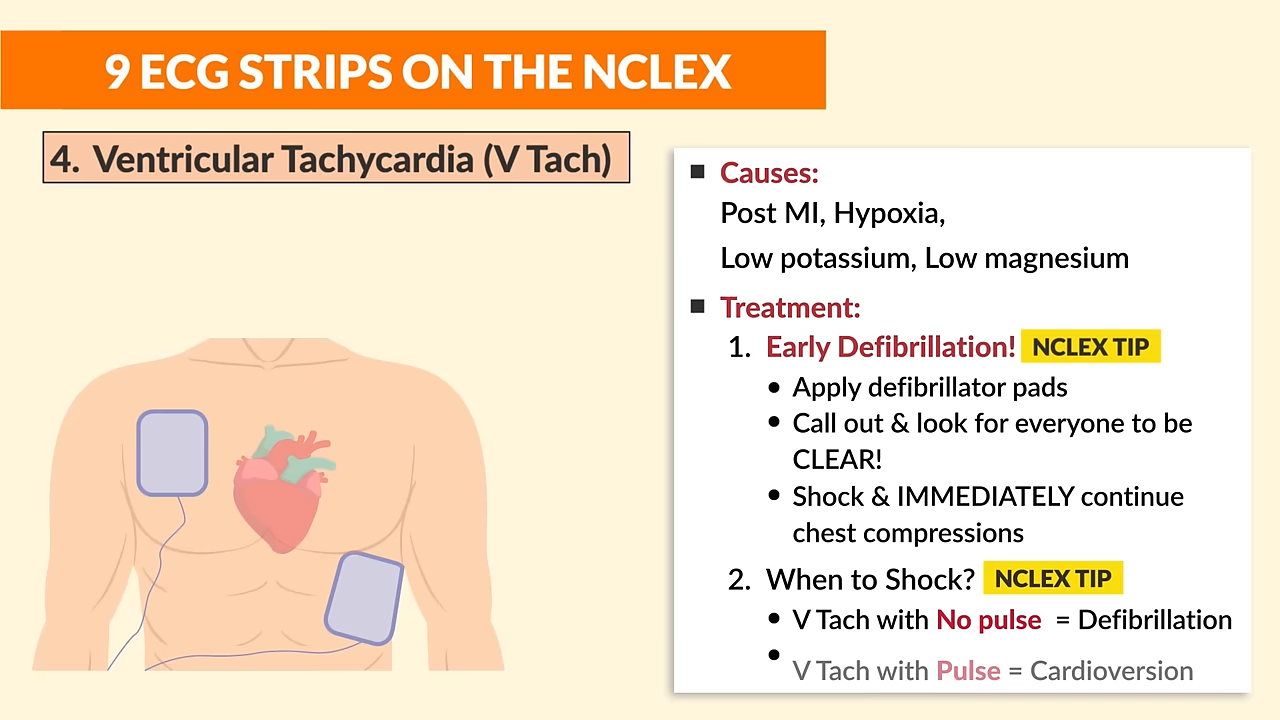 9 ECG STRIPS ON THE NCLEX
4. Ventricular Tachycardia (V Tach)
■ Causes:
Post MI, Hypoxia,
Low potassium, Low magnesium
■ Treatment:
1. Early Defibrillation! NCLEX TIP
• Apply defibrillator pads
• Call out & look for everyone to be
CLEAR!
• Shock & IMMEDIATELY continue
chest compressions
2. When to Shock? NCLEX TIP
• V Tach with No pulse = Defibrillation
• V Tach with Pulse = Cardioversion